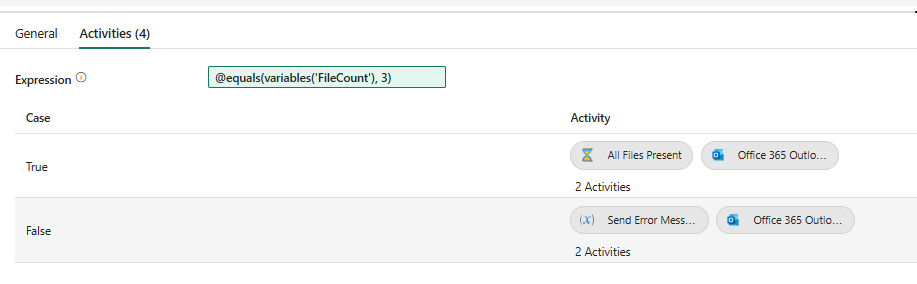 General Activities (4)
Expression @equals(variables('FileCount'), 3)
Case Activity
True All Files Present Office 365 Outlo...
2 Activities
False (x) Send Error Mess... Office 365 Outlo...
2 Activities